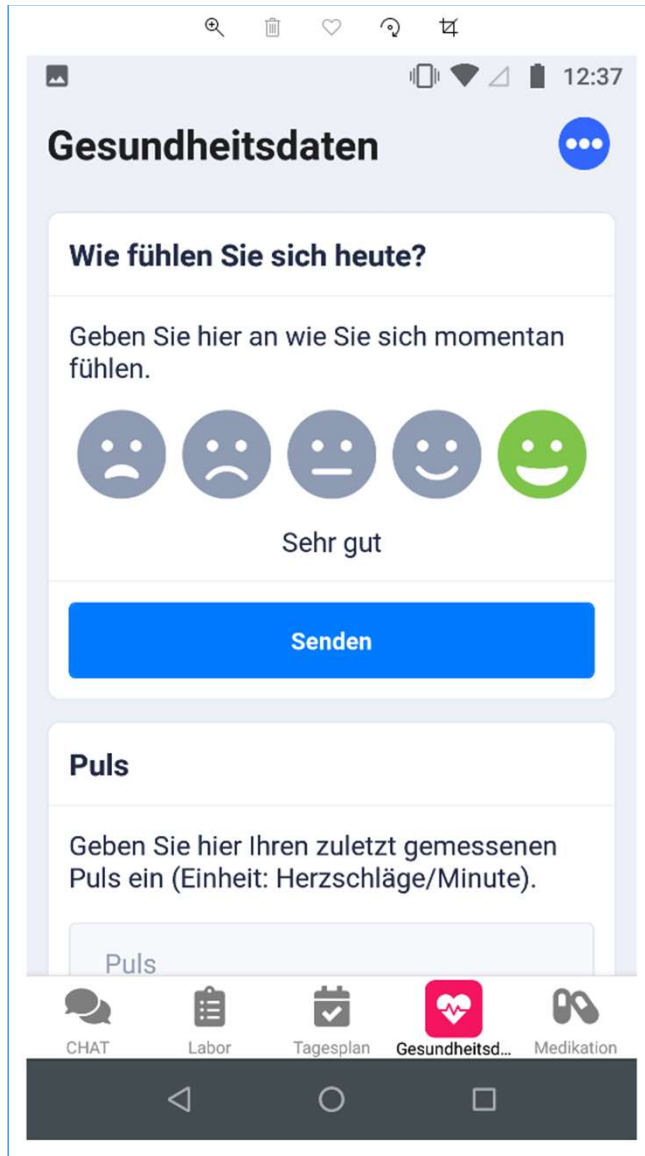 12:37
Gesundheitsdaten
Wie fühlen Sie sich heute?
Geben Sie hier an wie Sie sich momentan
fühlen.
Sehr gut
Senden
Puls
Geben Sie hier Ihren zuletzt gemessenen
Puls ein (Einheit: Herzschläge/Minute).
Puls
CHAT Labor Tagesplan Gesundheitsd... Medikation